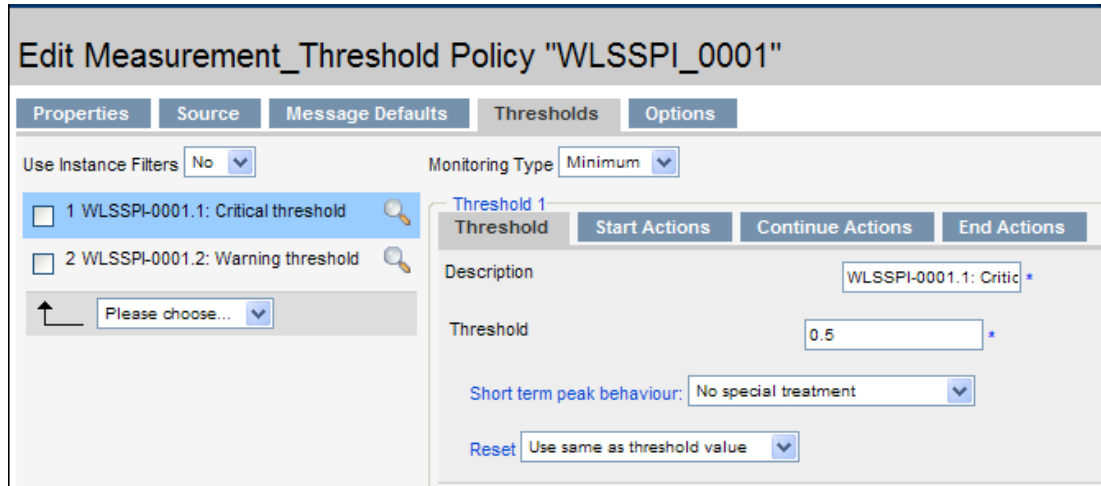 Edit Measurement_Threshold Policy "WLSSPI_0001"
Properties Source Message Defaults Thresholds Options
Use Instance Filters No
Monitoring Type Minimum
1 WLSSPI-0001.1: Critical threshold
2 WLSSPI-0001.2: Warning threshold
Please choose...
Threshold 1
Threshold Start Actions Continue Actions End Actions
Description WLSSPI-0001.1: Critic *
Threshold 0.5 *
Short term peak behaviour: No special treatment
Reset Use same as threshold value